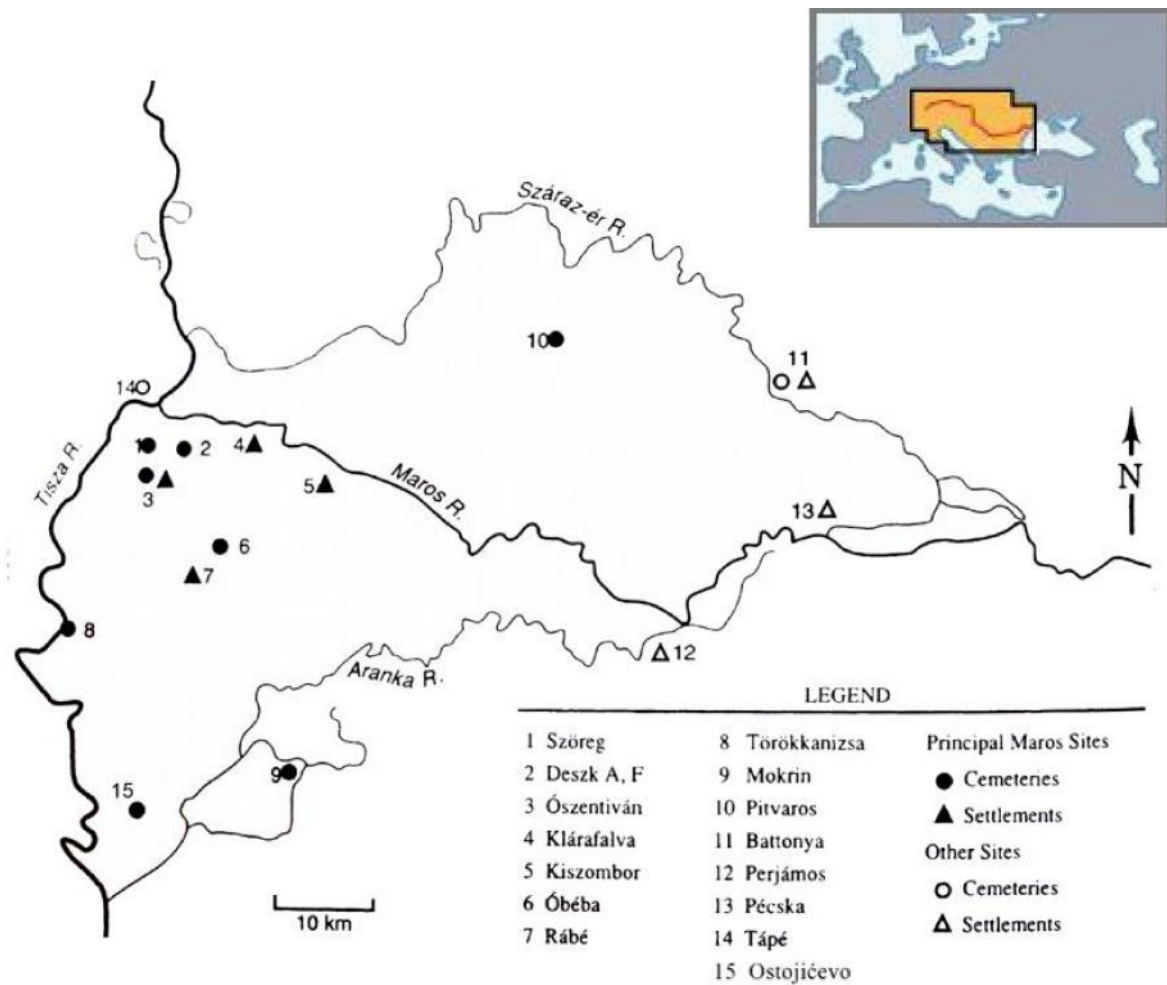 Száraz-ér R.
10
11
14
Tisza R.
1
2
4
3
5
Maros R.
N
13
6
7
8
12
Aranka R.
9
15
10 km
LEGEND
1 Szöreg
2 Deszk A, F
3 Ószentiván
4 Klárafalva
5 Kiszombor
6 Óbéba
7 Rábé
8 Törökkanizsa
9 Mokrin
10 Pitvaros
11 Battonya
12 Perjámos
13 Pécska
14 Tápé
15 Ostojićevo
Principal Maros Sites
Cemeteries
Settlements
Other Sites
Cemeteries
Settlements